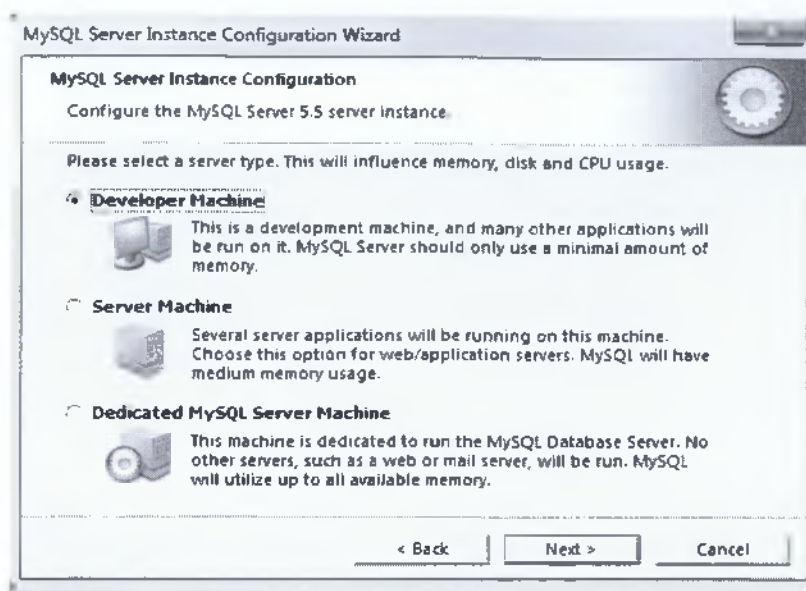 MySQL Server Instance Configuration Wizard
MySQL Server Instance Configuration
Configure the MySQL Server 5.5 server instance.
Please select a server type. This will influence memory, disk and CPU usage.
Developer Machine
This is a development machine, and many other applications will
be run on it. MySQL Server should only use a minimal amount of
memory.
Server Machine
Several server applications will be running on this machine.
Choose this option for web/application servers. MySQL will have
medium memory usage.
Dedicated MySQL Server Machine
This machine is dedicated to run the MySQL Database Server. No
other servers, such as a web or mail server, will be run. MySQL
will utilize up to all available memory.
< Back Next > Cancel